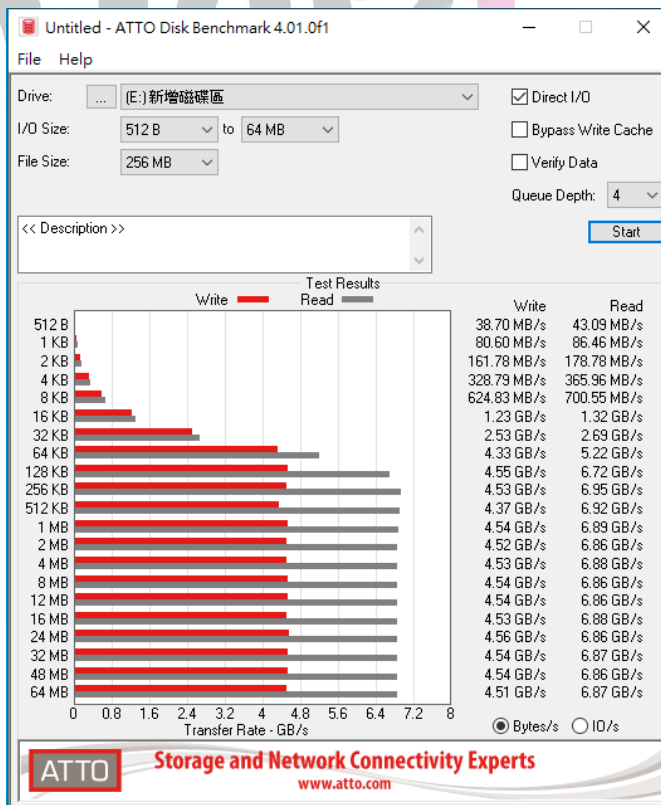 Untitled - ATTO Disk Benchmark 4.01.0f1
File Help
Drive: ... (E:)新增磁碟區 Direct I/O
I/O Size: 512 B to 64 MB Bypass Write Cache
File Size: 256 MB Verify Data
Queue Depth: 4
<< Description >> Start
Test Results
Write Read Write Read
512 B 38.70 MB/s 43.09 MB/s
1 KB 80.60 MB/s 86.46 MB/s
2 KB 161.78 MB/s 178.78 MB/s
4 KB 328.79 MB/s 365.96 MB/s
8 KB 624.83 MB/s 700.55 MB/s
16 KB 1.23 GB/s 1.32 GB/s
32 KB 2.53 GB/s 2.69 GB/s
64 KB 4.33 GB/s 5.22 GB/s
128 KB 4.55 GB/s 6.72 GB/s
256 KB 4.53 GB/s 6.95 GB/s
512 KB 4.37 GB/s 6.92 GB/s
1 MB 4.54 GB/s 6.89 GB/s
2 MB 4.52 GB/s 6.86 GB/s
4 MB 4.53 GB/s 6.88 GB/s
8 MB 4.54 GB/s 6.86 GB/s
12 MB 4.54 GB/s 6.86 GB/s
16 MB 4.53 GB/s 6.88 GB/s
24 MB 4.56 GB/s 6.86 GB/s
32 MB 4.54 GB/s 6.87 GB/s
48 MB 4.54 GB/s 6.86 GB/s
64 MB 4.51 GB/s 6.87 GB/s
0 0.8 1.6 2.4 3.2 4 4.8 5.6 6.4 7.2 8
Transfer Rate - GB/s Bytes/s IO/s
ATTO Storage and Network Connectivity Experts
www.atto.com